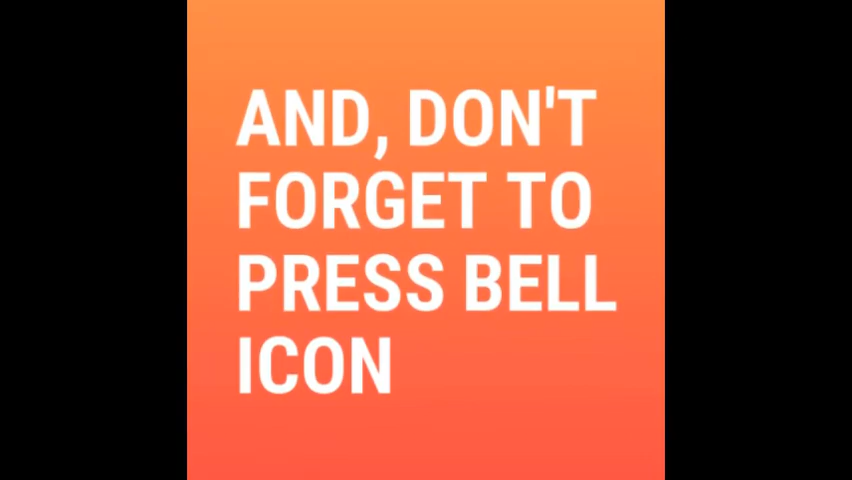 AND, DON'T
FORGET TO
PRESS BELL
ICON